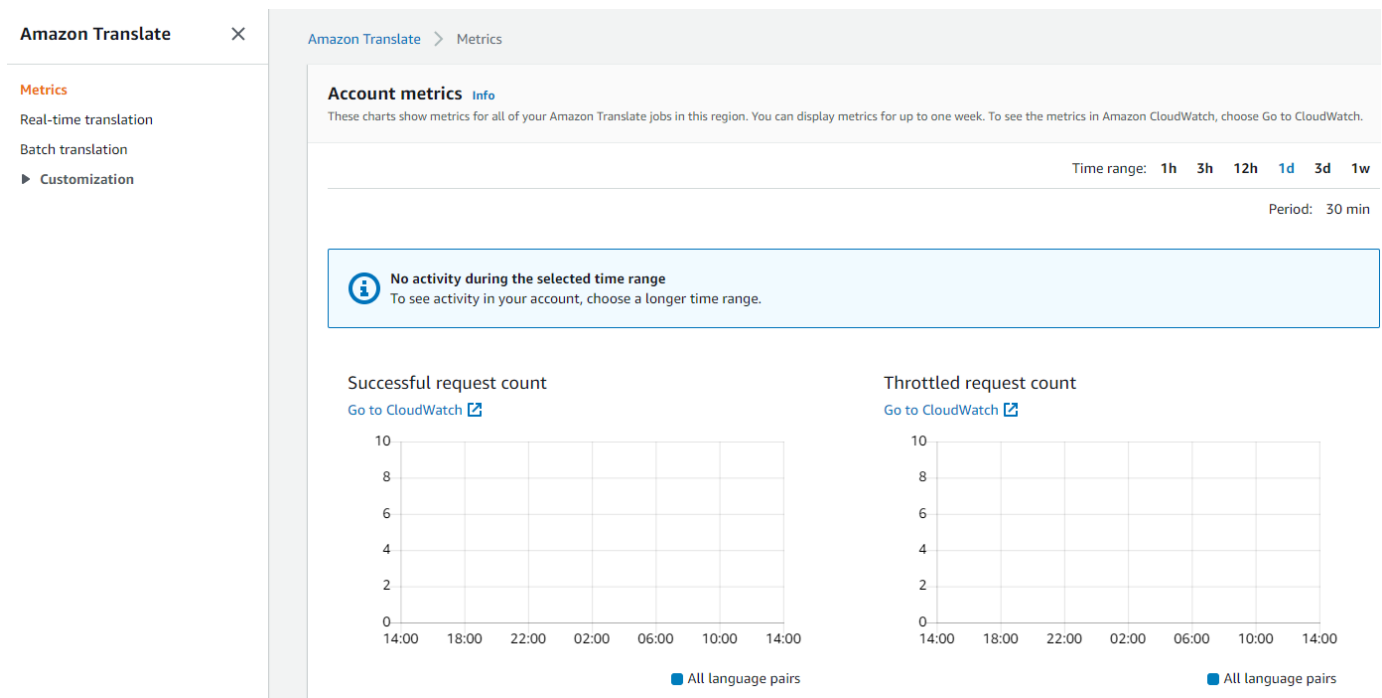 Amazon Translate
Metrics
Real-time translation
Batch translation
Customization
Amazon Translate > Metrics
Account metrics Info
These charts show metrics for all of your Amazon Translate jobs in this region. You can display metrics for up to one week. To see the metrics in Amazon CloudWatch, choose Go to CloudWatch.
Time range: 1h 3h 12h 1d 3d 1w
Period: 30 min
No activity during the selected time range
To see activity in your account, choose a longer time range.
Successful request count
Go to CloudWatch
10
8
6
4
2
0
14:00 18:00 22:00 02:00 06:00 10:00 14:00
All language pairs
Throttled request count
Go to CloudWatch
10
8
6
4
2
0
14:00 18:00 22:00 02:00 06:00 10:00 14:00
All language pairs